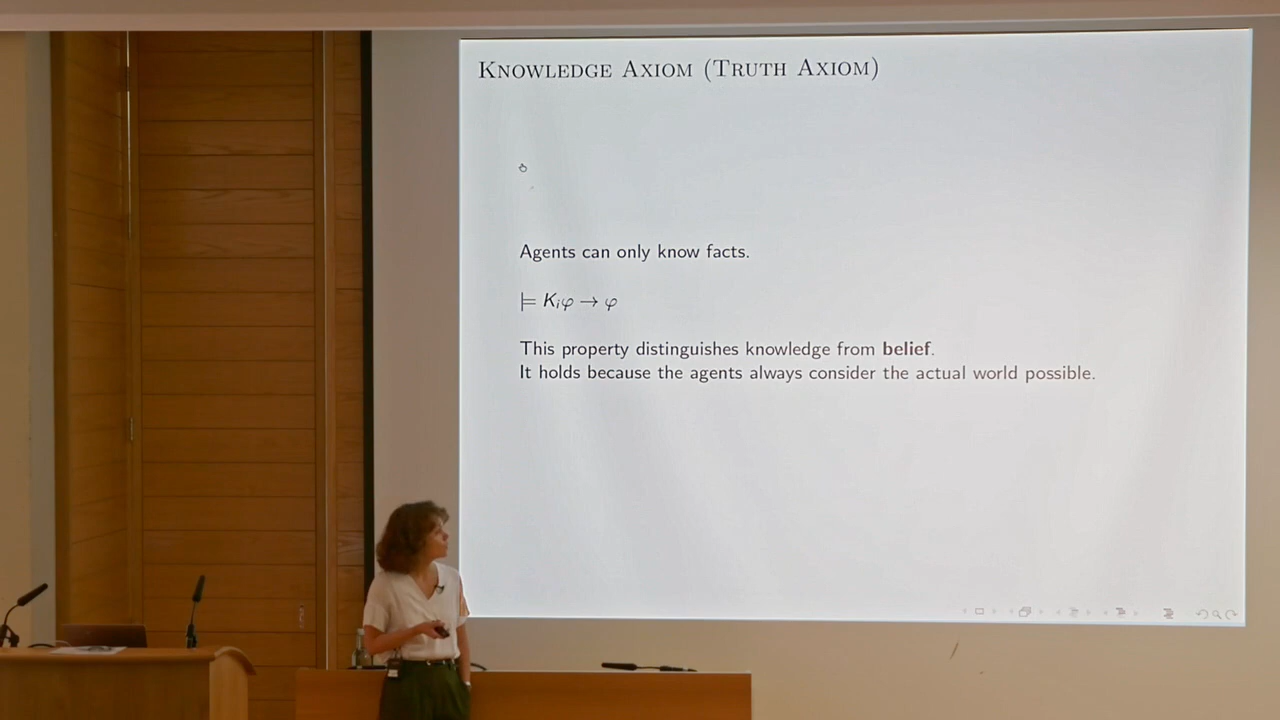 Knowledge Axiom (Truth Axiom)
Agents can only know facts.
⊨ Kᵢφ → φ
This property distinguishes knowledge from belief.
It holds because the agents always consider the actual world possible.